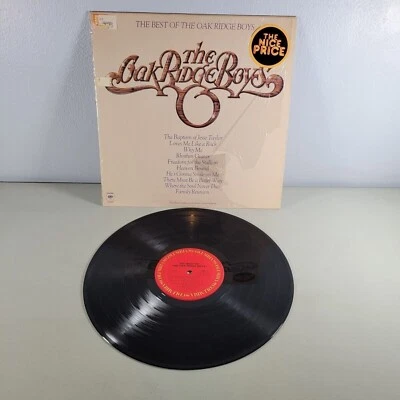 THE BEST OF THE OAK RIDGE BOYS
THE
NICE
PRICE
The
Oak Ridge Boys
The Baptism of Jesse Taylor
Loves Me Like a Rock
Why Me
Rhythm Guitar
Freedom for the Stallion
Heaven Bound
He's Gonna Smile on Me
There Must Be a Better Way
Where the Soul Never Dies
Family Reunion